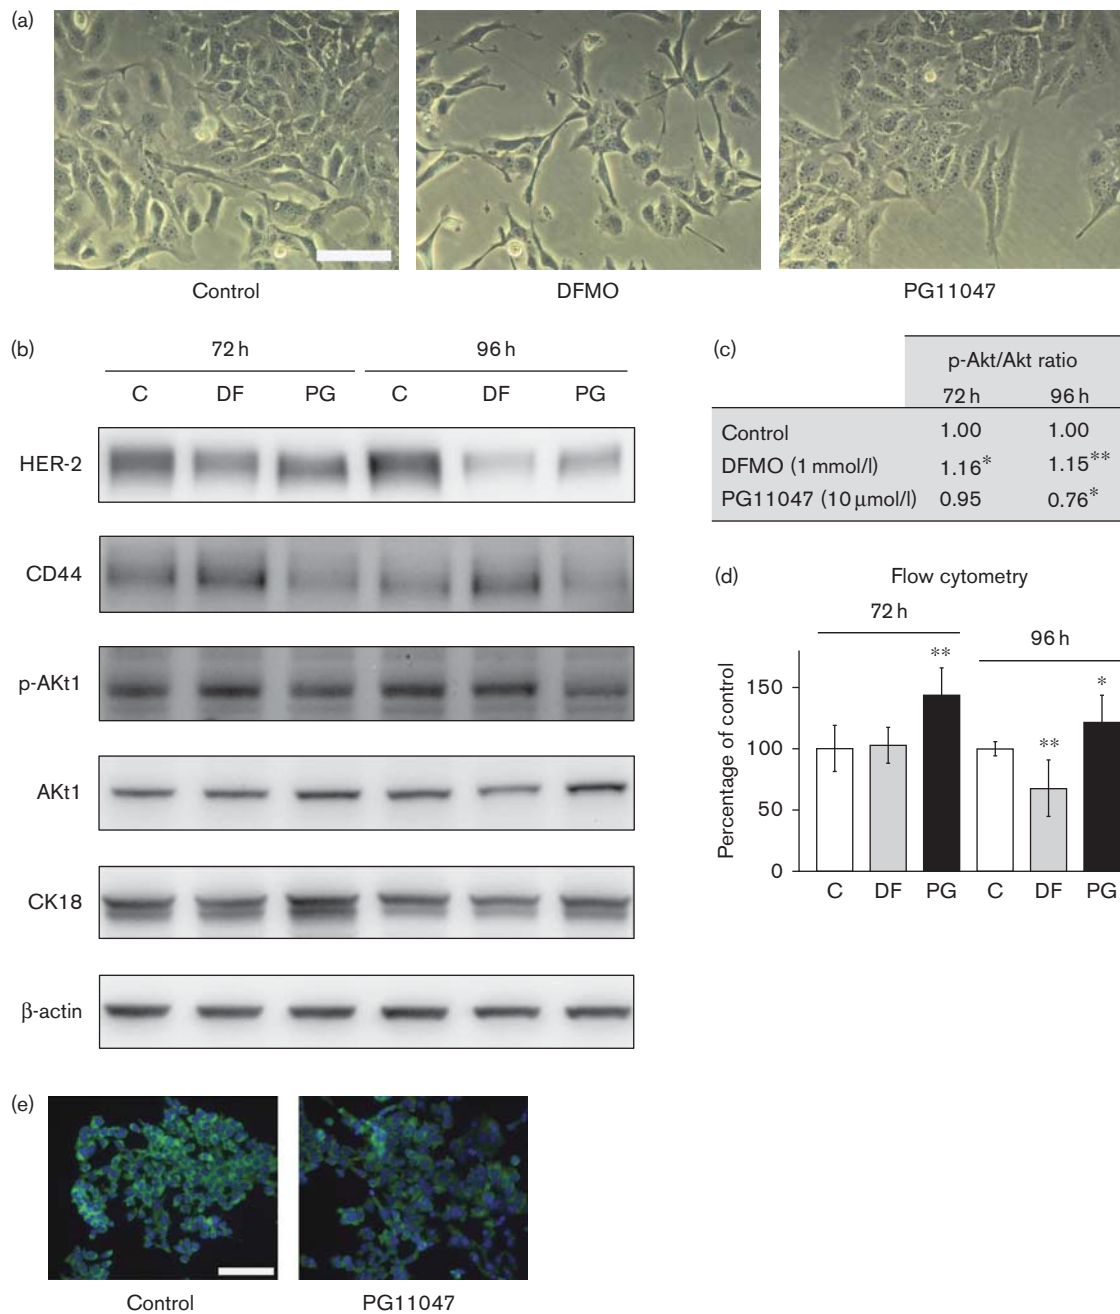 (a)
Control DFMO PG11047
(b)
72 h 96 h
C DF PG C DF PG
HER-2
CD44
p-AKt1
AKt1
CK18
β-actin
(c)
p-Akt/Akt ratio
72 h 96 h
Control 1.00 1.00
DFMO (1 mmol/l) 1.16* 1.15**
PG11047 (10 μmol/l) 0.95 0.76*
(d) Flow cytometry
72 h
96 h
** ** *
Percentage of control
150
100
50
0
C DF PG C DF PG
(e)
Control PG11047